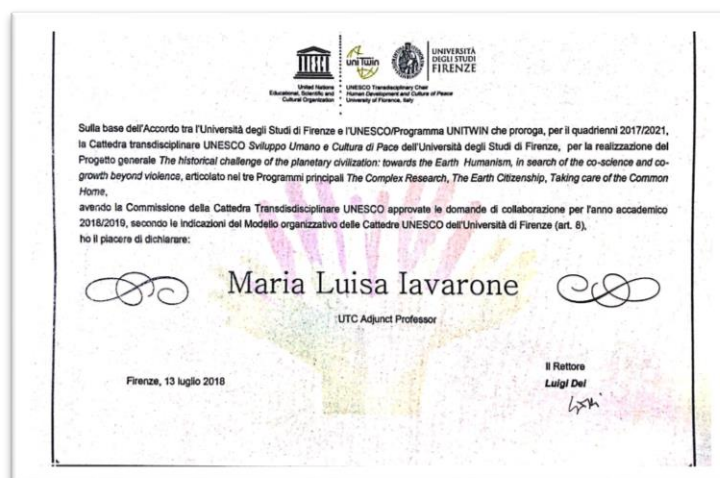 uni Twin
UNIVERSITÀ
DEGLI STUDI
FIRENZE
United Nations
Educational, Scientific and
Cultural Organization
UNESCO Transdisciplinary Chair
Human Development and Culture of Peace
University of Florence, Italy
Sulla base dell'Accordo tra l'Università degli Studi di Firenze e l'UNESCO/Programma UNITWIN che proroga, per il quadrienni 2017/2021,
la Cattedra transdisciplinare UNESCO Sviluppo Umano e Cultura di Pace dell'Università degli Studi di Firenze, per la realizzazione del
Progetto generale The historical challenge of the planetary civilization: towards the Earth Humanism, in search of the co-science and co-
growth beyond violence, articolato nel tre Programmi principali The Complex Research, The Earth Citizenship, Taking care of the Common
Home,
avendo la Commissione della Cattedra Transdisdisciplinare UNESCO approvate le domande di collaborazione per l'anno accademico
2018/2019, secondo le indicazioni del Modello organizzativo delle Cattedre UNESCO dell'Università di Firenze (art. 8),
ho il piacere di dichiarare:
Maria Luisa Iavarone
UTC Adjunct Professor
Firenze, 13 luglio 2018
Il Rettore
Luigi Dei